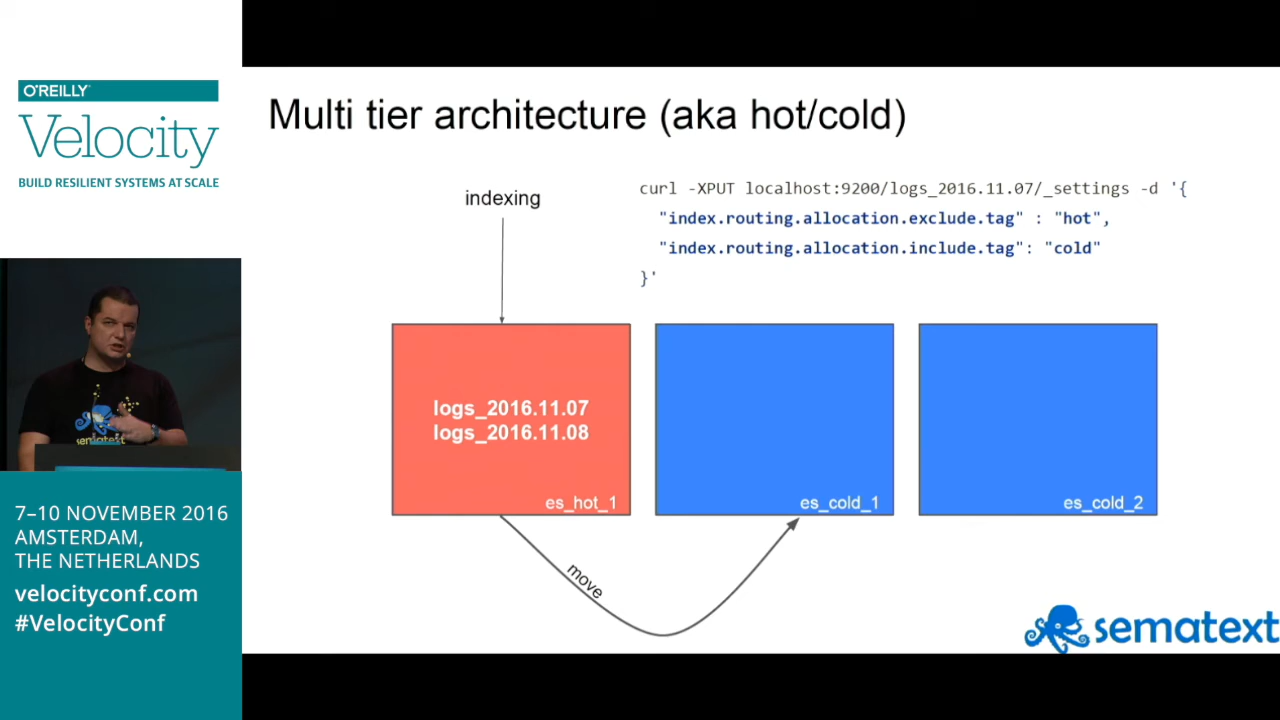 O'REILLY
Velocity
BUILD RESILIENT SYSTEMS AT SCALE
Multi tier architecture (aka hot/cold)
indexing
curl -XPUT localhost:9200/logs_2016.11.07/_settings -d '{
"index.routing.allocation.exclude.tag" : "hot",
"index.routing.allocation.include.tag": "cold"
}'
logs_2016.11.07
logs_2016.11.08
es_hot_1
es_cold_1
es_cold_2
move
sematext
sematext
7–10 NOVEMBER 2016
AMSTERDAM,
THE NETHERLANDS
velocityconf.com
#VelocityConf